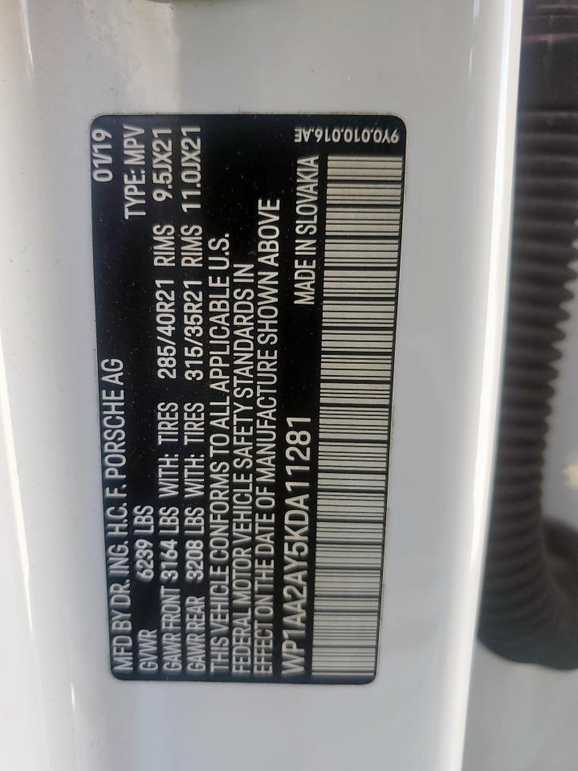 MFD BY DR. ING. H.C. F. PORSCHE AG 01/19
GVWR 6239 LBS TYPE: MPV
GAWR FRONT 3164 LBS WITH: TIRES 285/40R21 RIMS 9.5JX21
GAWR REAR 3208 LBS WITH: TIRES 315/35R21 RIMS 11.0JX21
THIS VEHICLE CONFORMS TO ALL APPLICABLE U.S.
FEDERAL MOTOR VEHICLE SAFETY STANDARDS IN
EFFECT ON THE DATE OF MANUFACTURE SHOWN ABOVE
WP1AA2AY5KDA11281
MADE IN SLOVAKIA
9Y0.010.016.AE